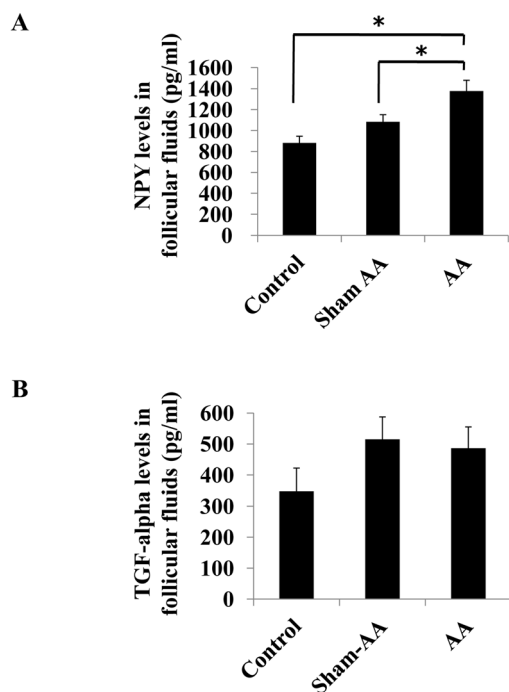 A
*
*
NPY levels in
follicular fluids (pg/ml)
1600
1400
1200
1000
800
600
400
200
0
Control
Sham AA
AA
B
TGF-alpha levels in
follicular fluids (pg/ml)
600
500
400
300
200
100
0
Control
Sham-AA
AA